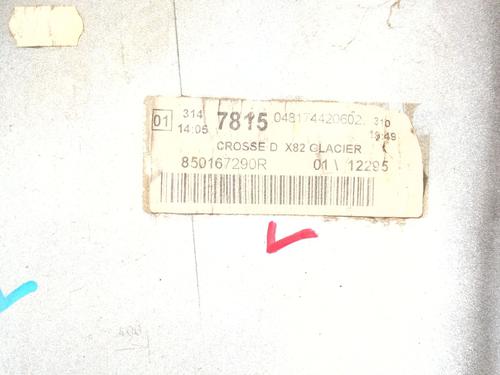 01 314 7815 048174420602 310
14:05 19:49
CROSSE D X82 GLACIER
850167290R 01 \ 12295